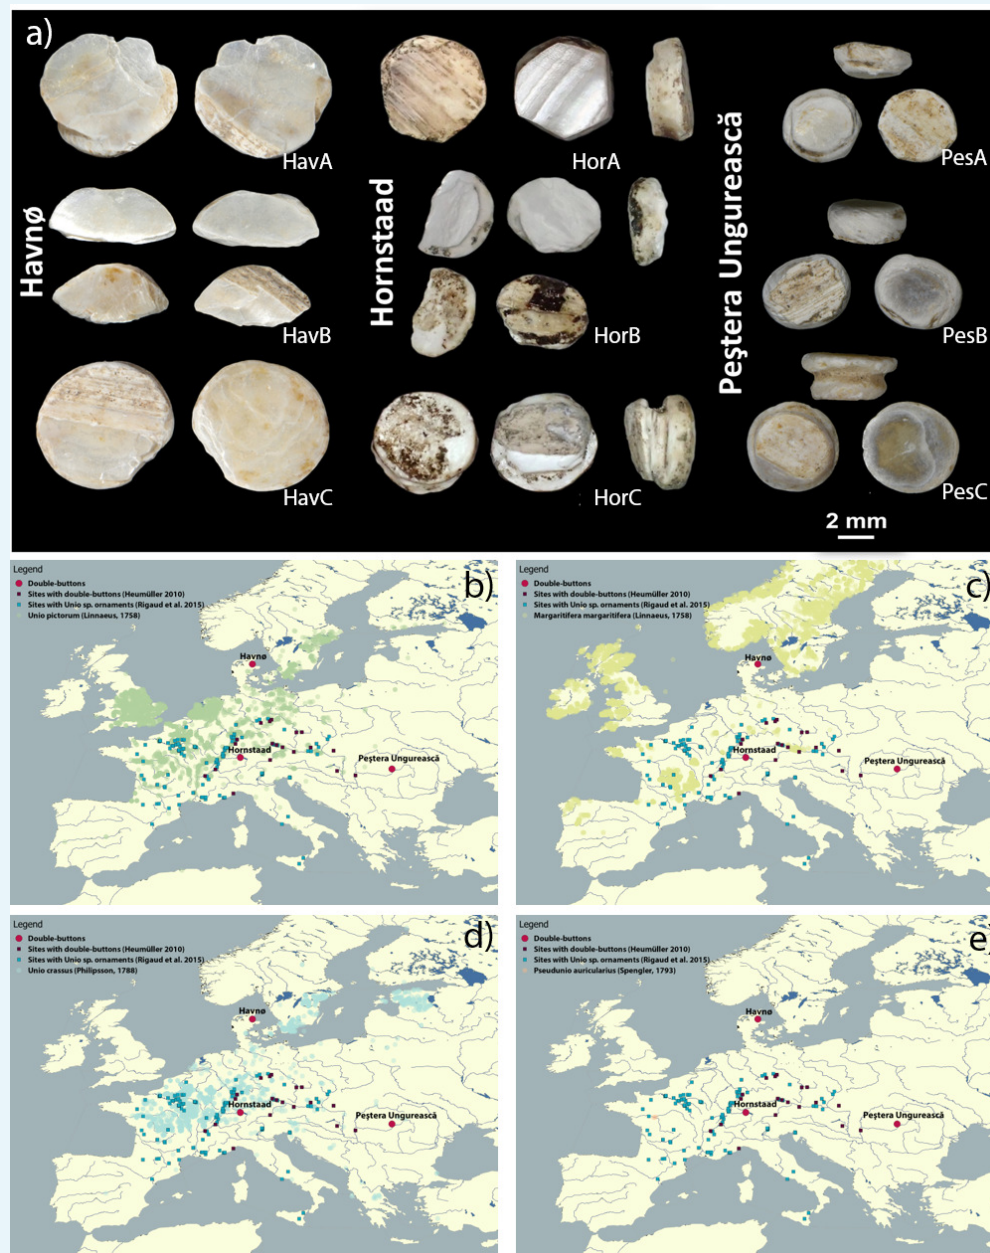 a)
Havnø
HavA
HavB
HavC
Hornstaad
HorA
HorB
HorC
Peştera Ungurească
PesA
PesB
PesC
2 mm
b)
Legend
Double-buttons
Sites with double-buttons (Heumüller 2010)
Sites with Unio sp. ornaments (Rigaud et al. 2015)
Unio pictorum (Linnaeus, 1758)
Havnø
Hornstaad
Peştera Ungurească
c)
Legend
Double-buttons
Sites with double-buttons (Heumüller 2010)
Sites with Unio sp. ornaments (Rigaud et al. 2015)
Margaritifera margaritifera (Linnaeus, 1758)
Havnø
Hornstaad
Peştera Ungurească
d)
Legend
Double-buttons
Sites with double-buttons (Heumüller 2010)
Sites with Unio sp. ornaments (Rigaud et al. 2015)
Unio crassus (Philipsson, 1788)
Havnø
Hornstaad
Peştera Ungurească
e)
Legend
Double-buttons
Sites with double-buttons (Heumüller 2010)
Sites with Unio sp. ornaments (Rigaud et al. 2015)
Pseudunio auricularius (Spengler, 1793)
Havnø
Hornstaad
Peştera Ungurească